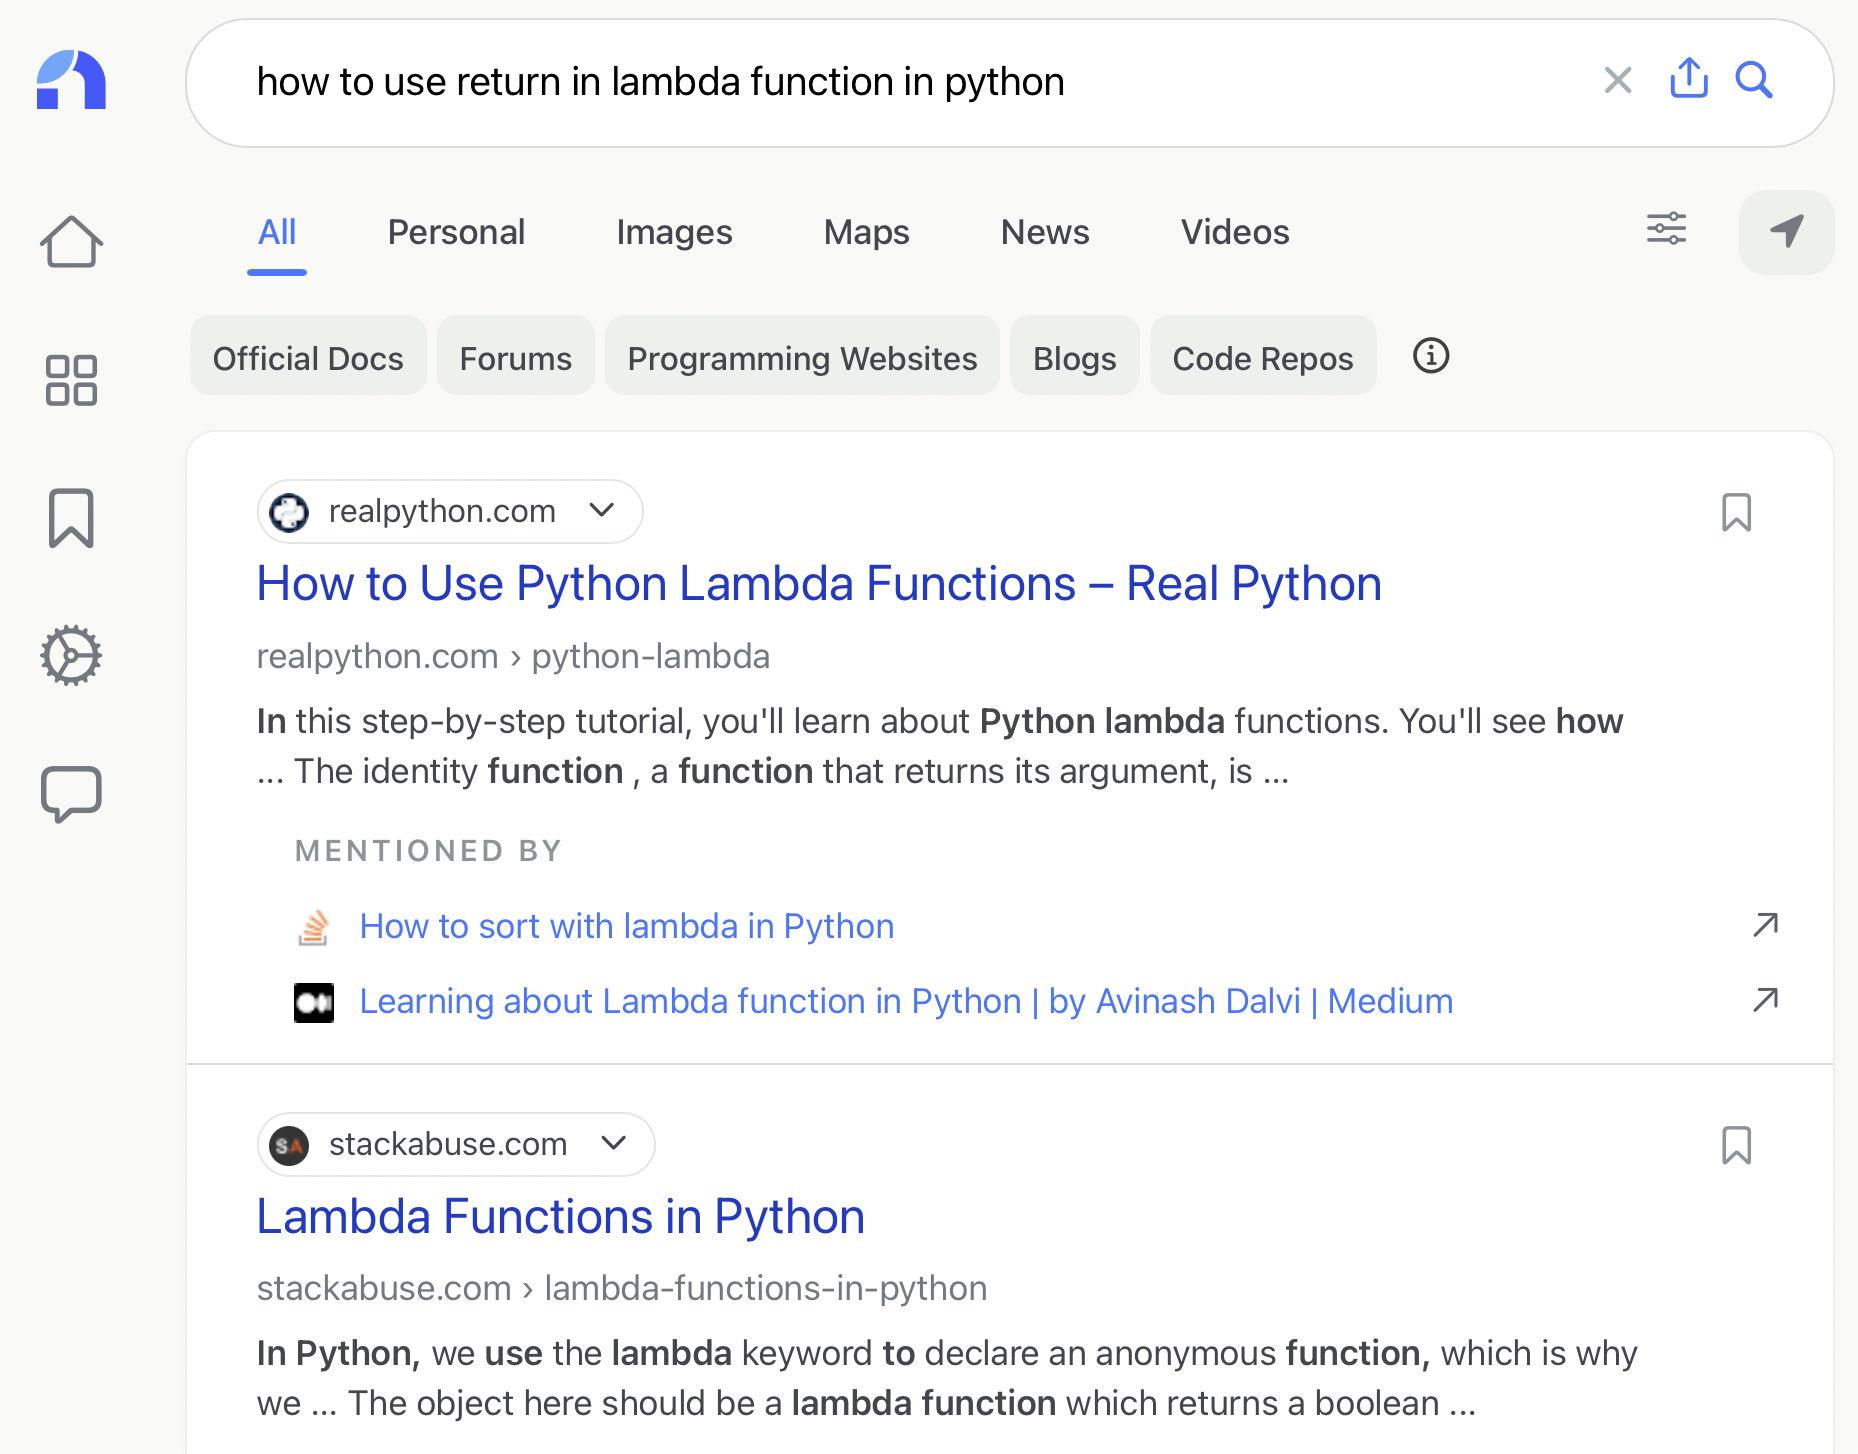 how to use return in lambda function in python
All Personal Images Maps News Videos
Official Docs Forums Programming Websites Blogs Code Repos
realpython.com
How to Use Python Lambda Functions – Real Python
realpython.com › python-lambda
In this step-by-step tutorial, you'll learn about Python lambda functions. You'll see how
... The identity function , a function that returns its argument, is ...
MENTIONED BY
How to sort with lambda in Python
Learning about Lambda function in Python | by Avinash Dalvi | Medium
SA stackabuse.com
Lambda Functions in Python
stackabuse.com › lambda-functions-in-python
In Python, we use the lambda keyword to declare an anonymous function, which is why
we ... The object here should be a lambda function which returns a boolean ...